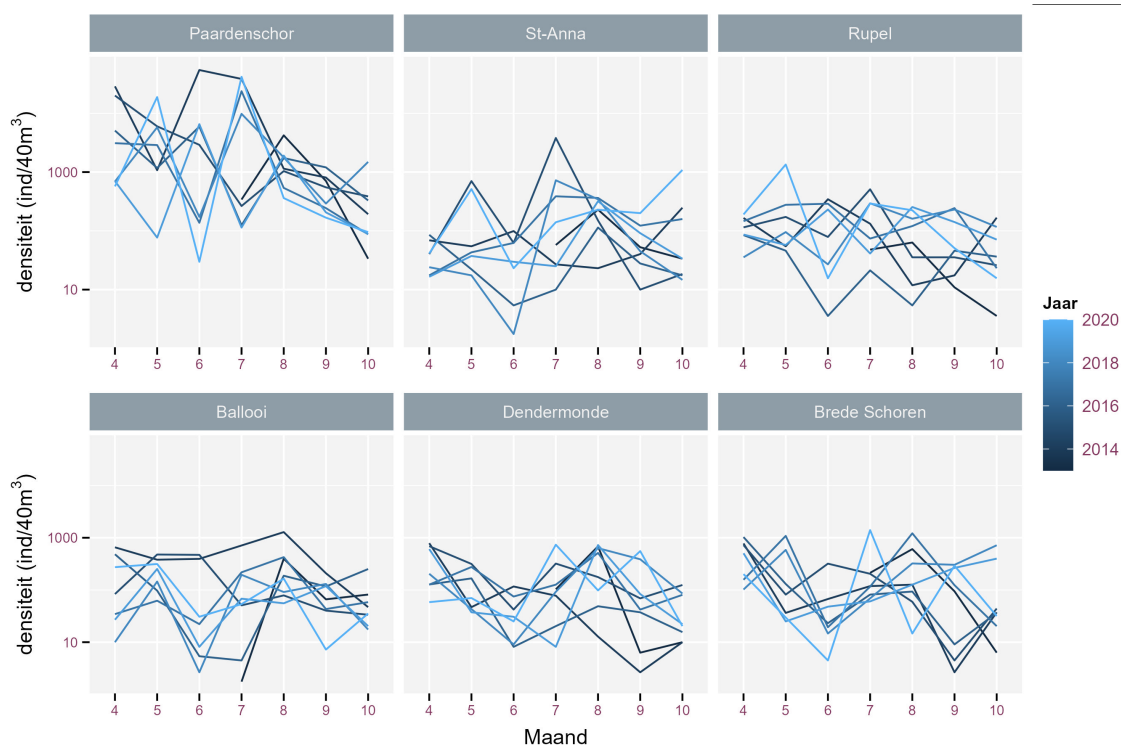 Paardenschor St-Anna Rupel
densiteit (ind/40m³)
1000
10
4 5 6 7 8 9 10 4 5 6 7 8 9 10 4 5 6 7 8 9 10
Jaar
2020
2018
2016
2014
Ballooi Dendermonde Brede Schoren
densiteit (ind/40m³)
1000
10
4 5 6 7 8 9 10 4 5 6 7 8 9 10 4 5 6 7 8 9 10
Maand